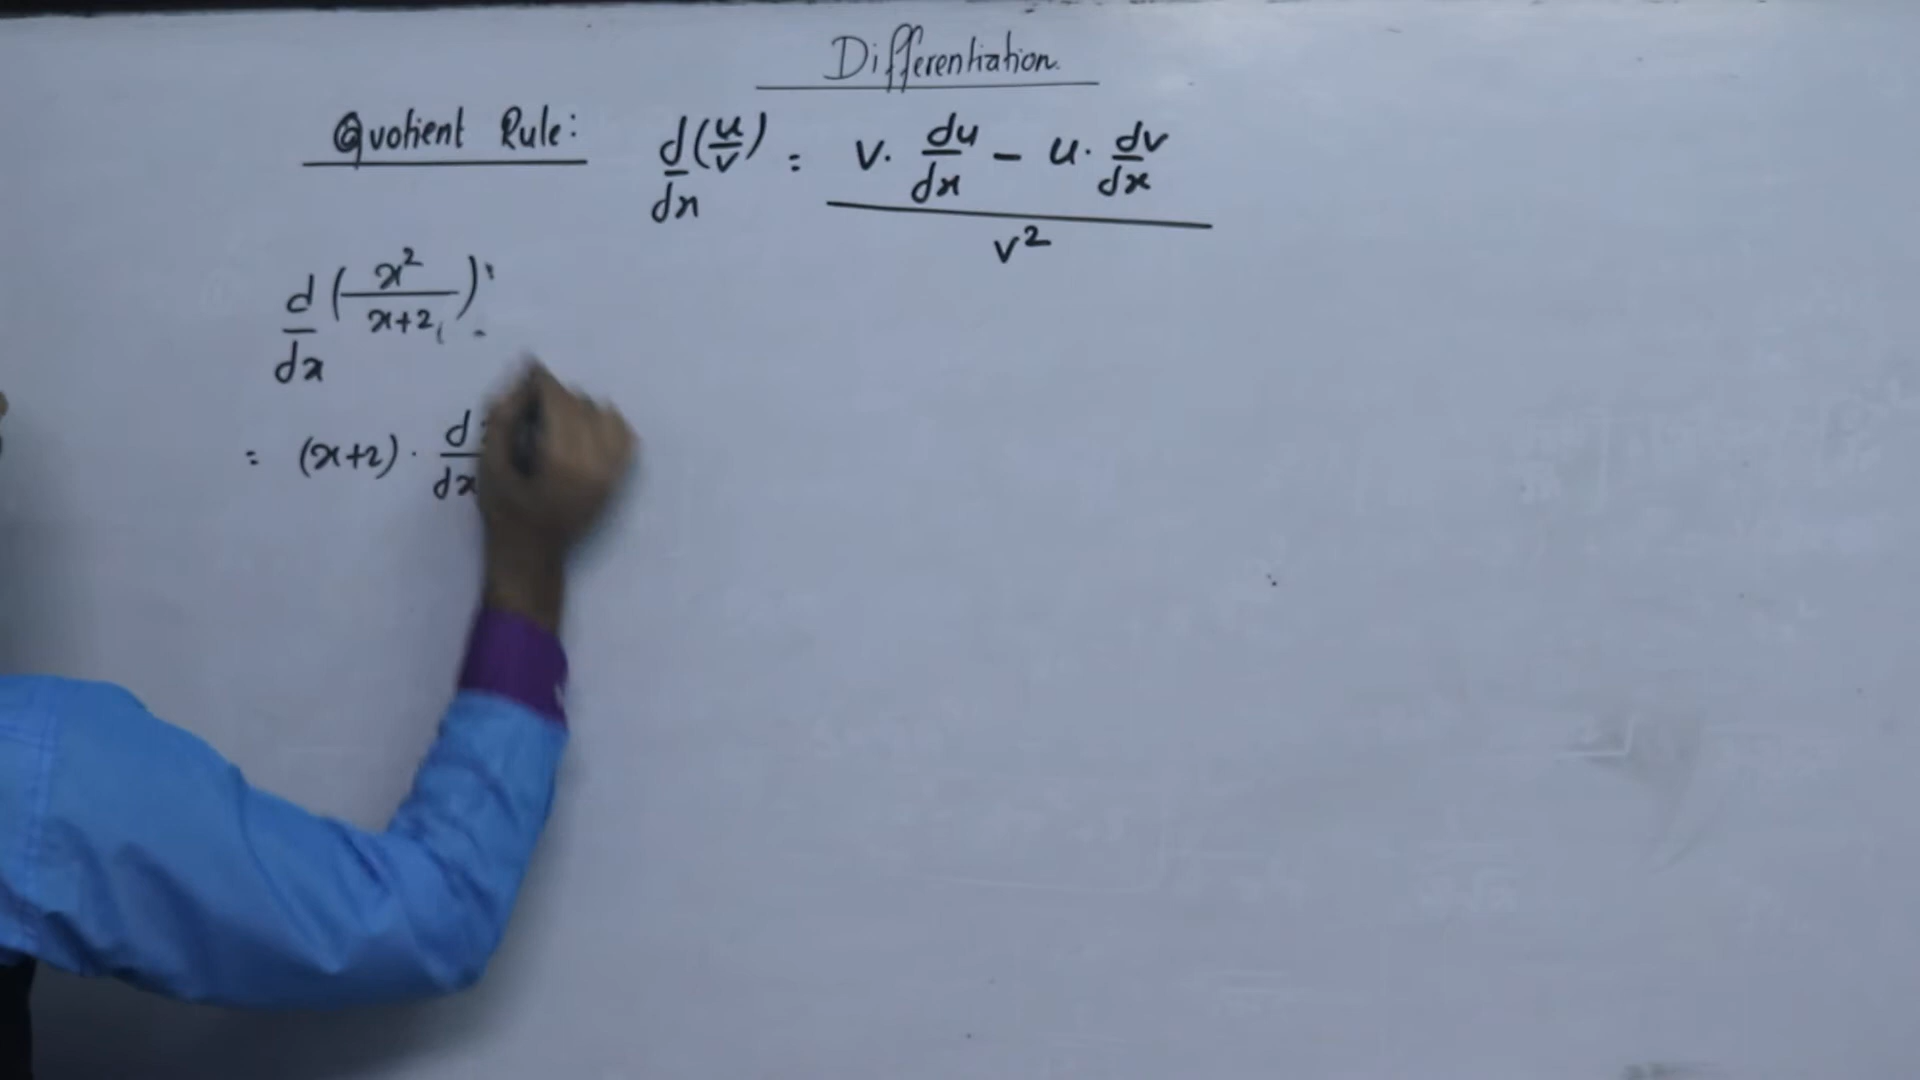 Differentiation.
Quotient Rule: d/dx (u/v) = (v. du/dx - u. dv/dx) / v²
d/dx (x²/x+2)
= (x+2) . d/dx